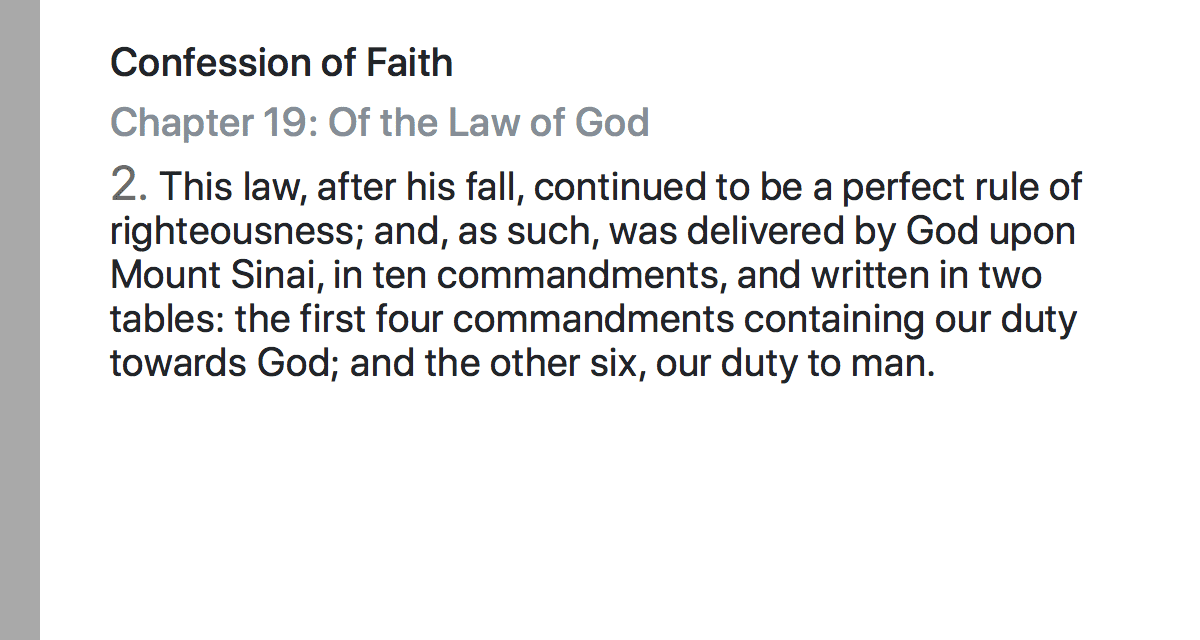 Confession of Faith
Chapter 19: Of the Law of God
2. This law, after his fall, continued to be a perfect rule of
righteousness; and, as such, was delivered by God upon
Mount Sinai, in ten commandments, and written in two
tables: the first four commandments containing our duty
towards God; and the other six, our duty to man.